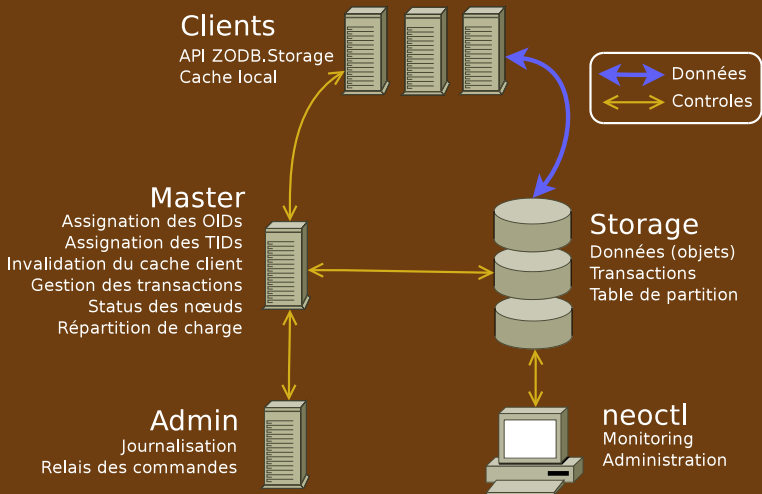 Clients
API ZODB.Storage
Cache local
Données
Controles
Master
Assignation des OIDs
Assignation des TIDs
Invalidation du cache client
Gestion des transactions
Status des nœuds
Répartition de charge
Storage
Données (objets)
Transactions
Table de partition
Admin
Journalisation
Relais des commandes
neoctl
Monitoring
Administration